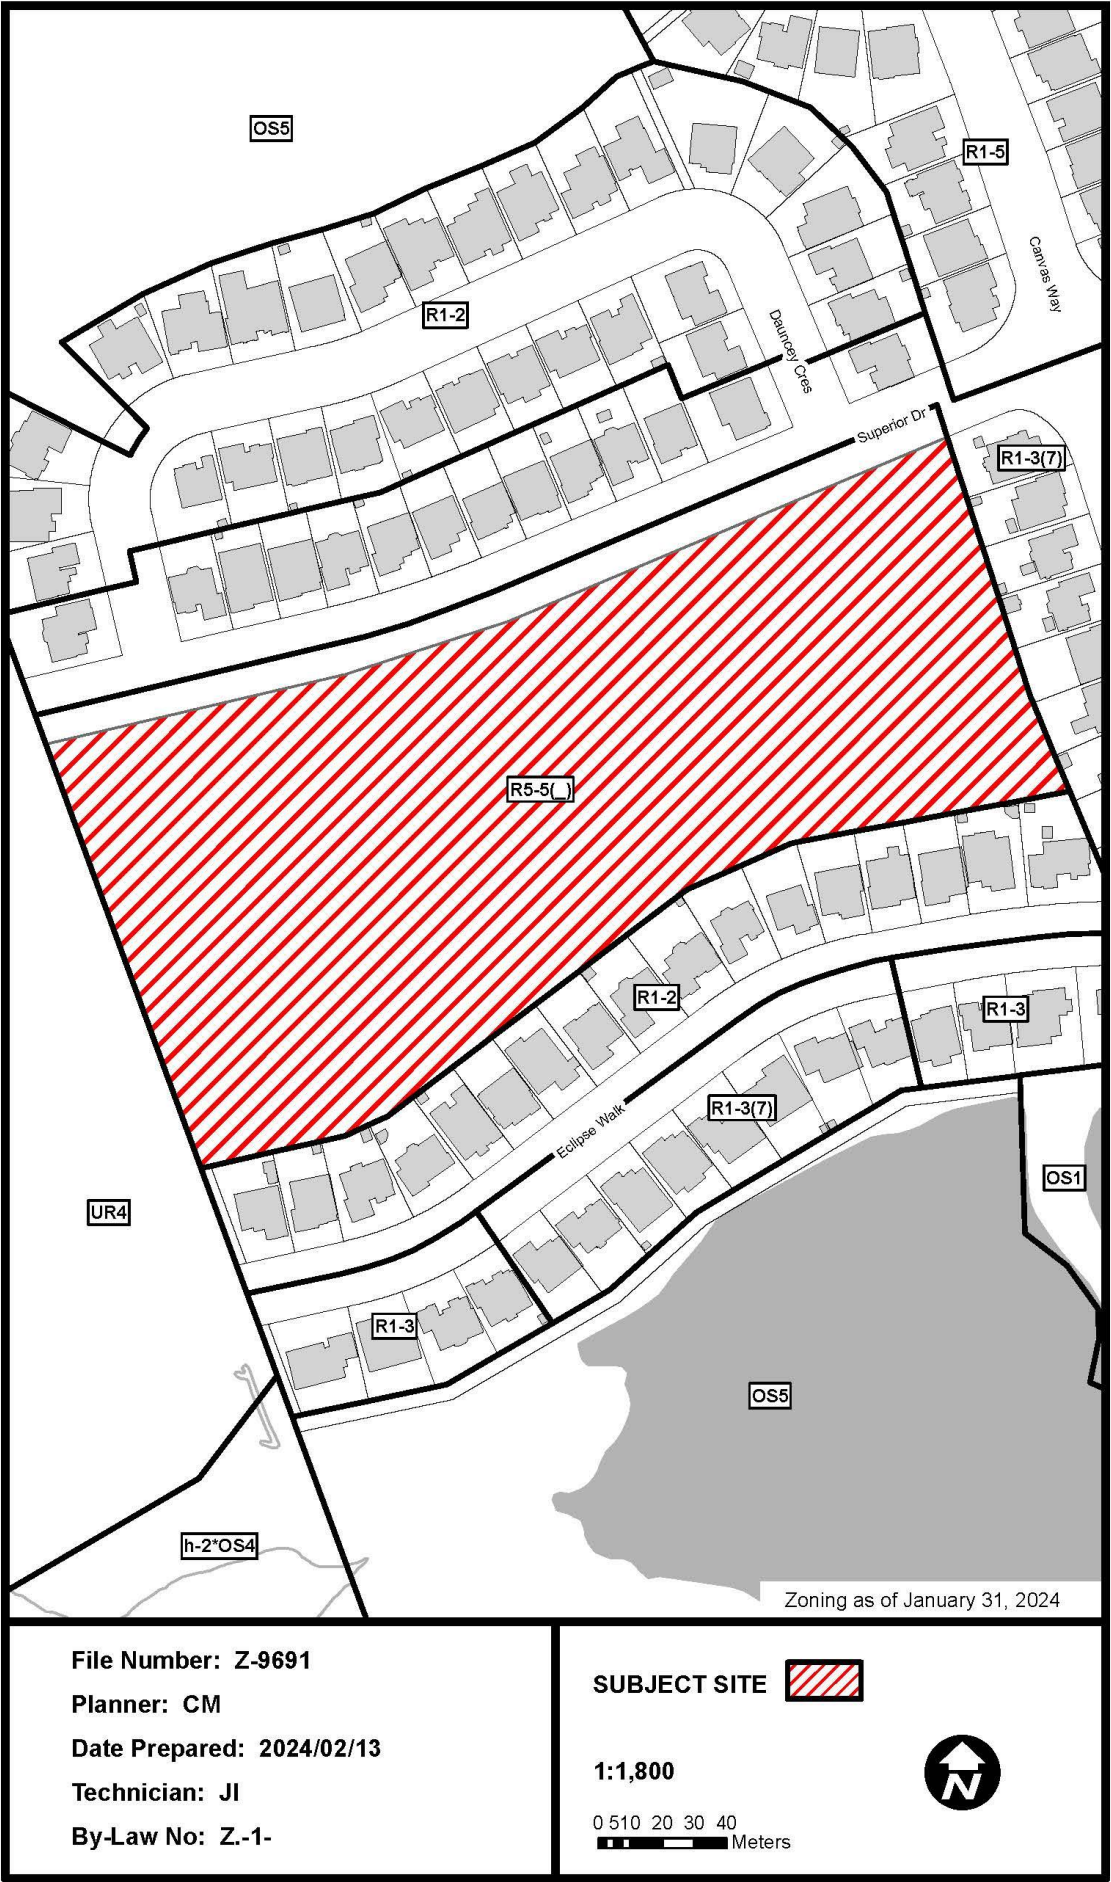 OS5
R1-5
Canvas Way
R1-2
Dauncey Cres
Superior Dr
R1-3(7)
R5-5(_)
R1-2
R1-3
R1-3(7)
Eclipse Walk
OS1
UR4
R1-3
OS5
h-2*OS4
Zoning as of January 31, 2024
File Number: Z-9691
Planner: CM
Date Prepared: 2024/02/13
Technician: JI
By-Law No: Z.-1-
SUBJECT SITE
1:1,800
0 510 20 30 40
Meters
N